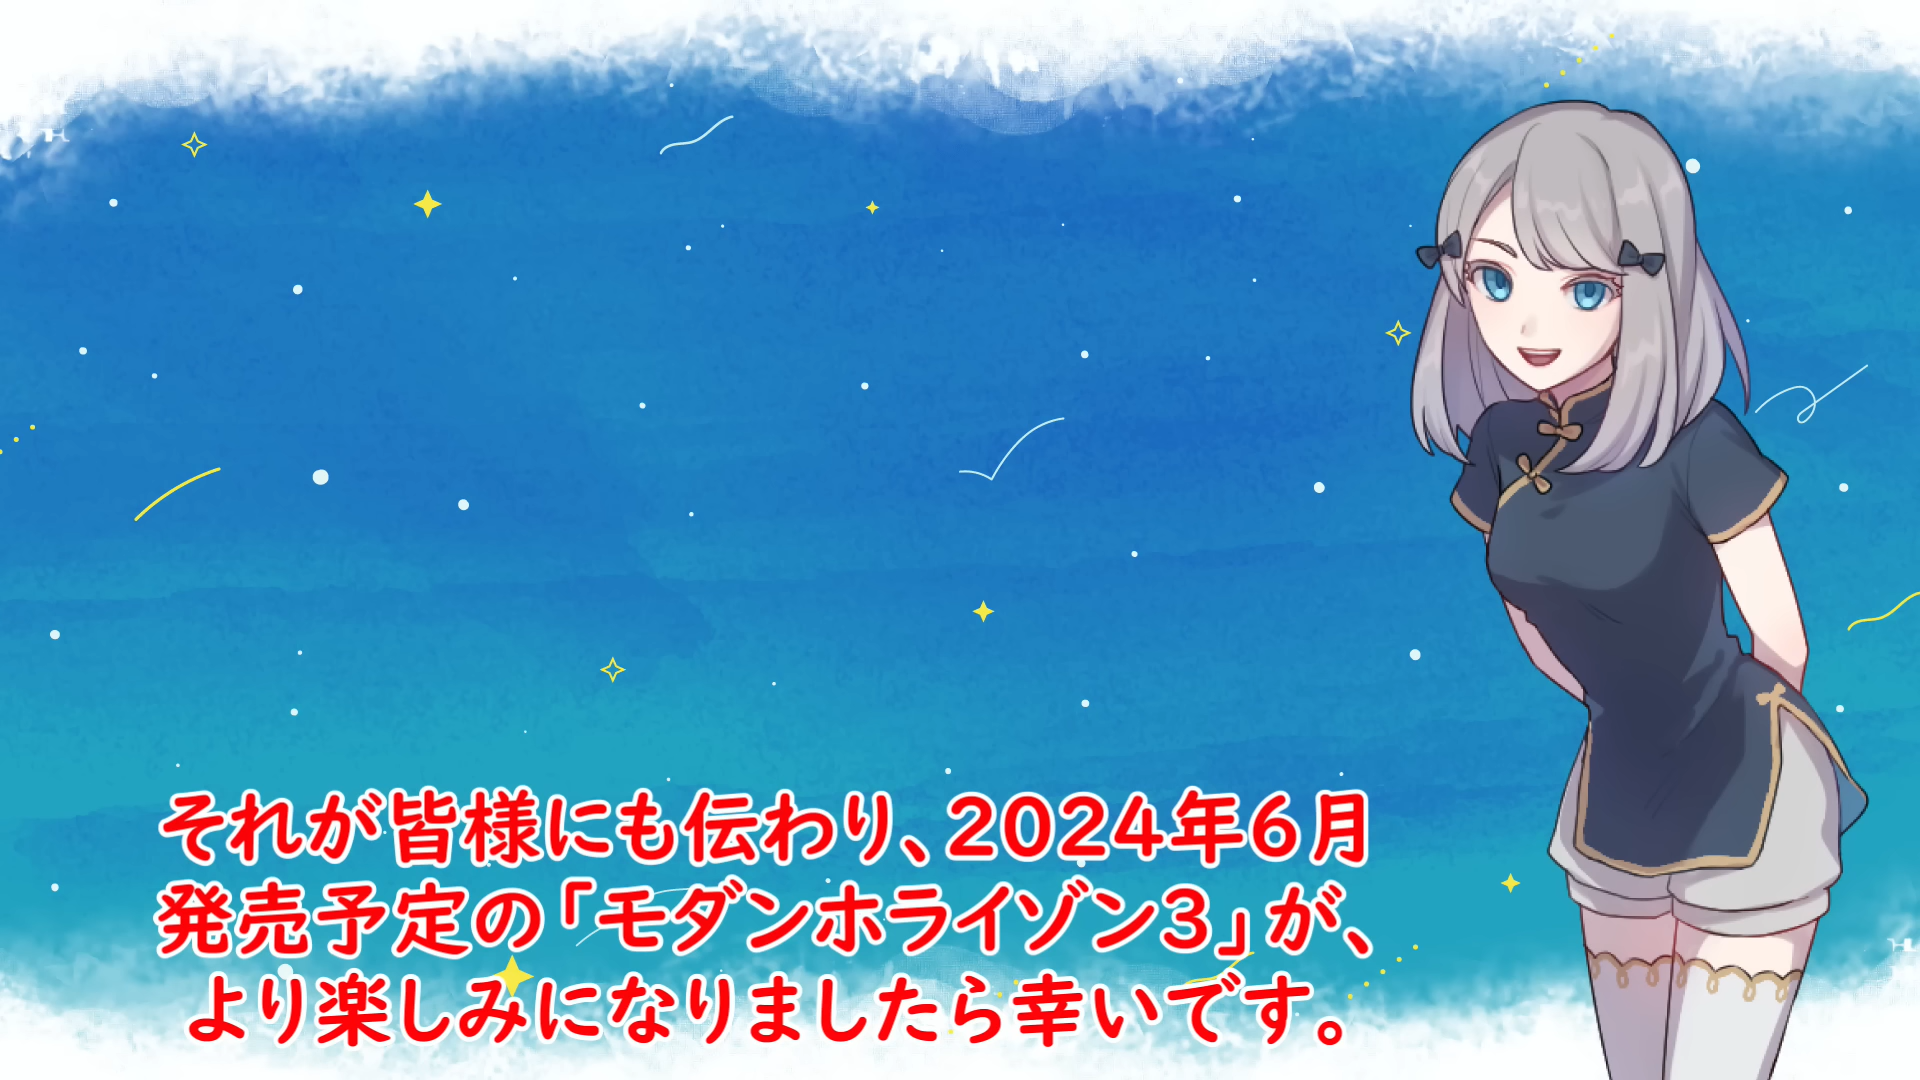 それが皆様にも伝わり、2024年6月
発売予定の「モダンホライゾン3」が、
より楽しみになりましたら幸いです。